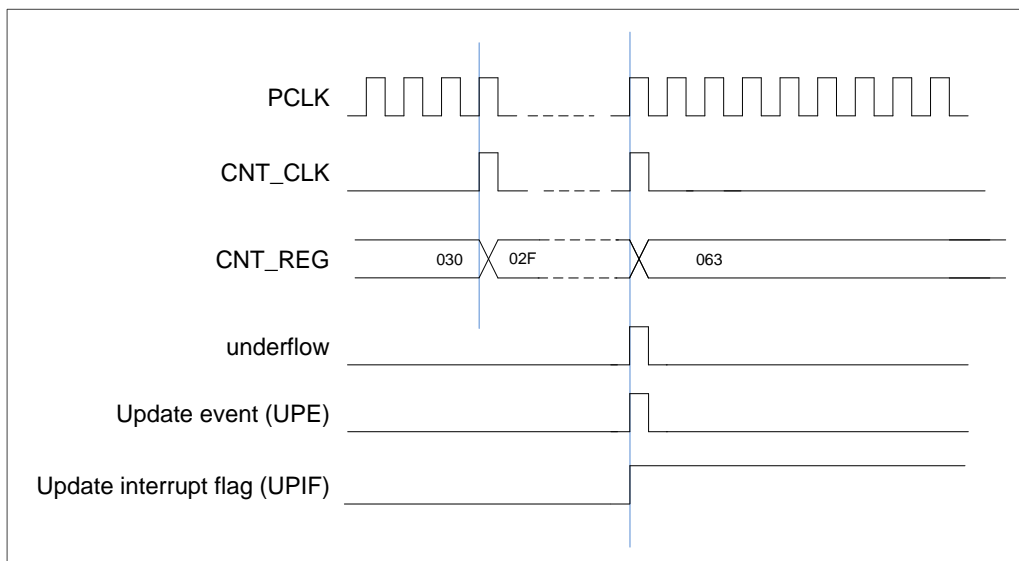 PCLK
CNT_CLK
CNT_REG 030 02F 063
underflow
Update event (UPE)
Update interrupt flag (UPIF)